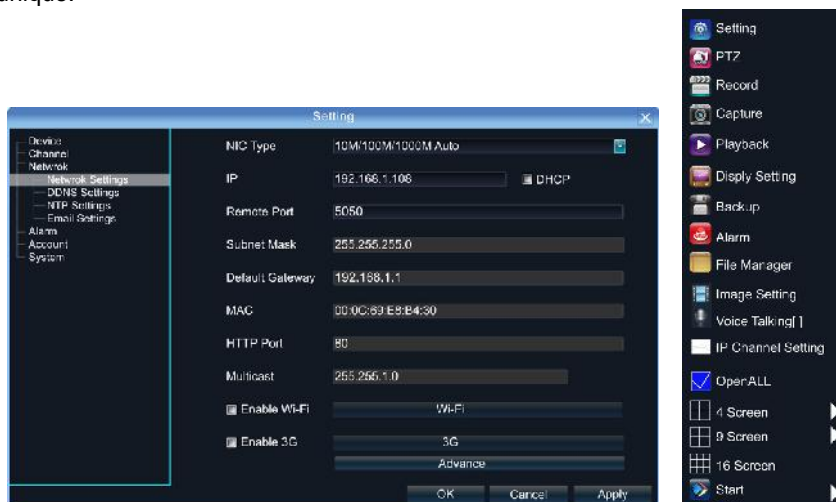 unique.
Setting
Device
Channel
Netwrok
Netwrok Settings
DDNS Settings
NTP Settings
Email Settings
Alarm
Account
System
NIC Type 10M/100M/1000M Auto
IP 192.168.1.108 DHCP
Remote Port 5050
Subnet Mask 255.255.255.0
Default Gateway 192.168.1.1
MAC 00:0C:69:E8:B4:30
HTTP Port 80
Multicast 255.255.1.0
Enable Wi-Fi Wi-Fi
Enable 3G 3G
Advance
OK Cancel Apply
Setting
PTZ
Record
Capture
Playback
Disply Setting
Backup
Alarm
File Manager
Image Setting
Voice Talking[ ]
IP Channel Setting
OpenALL
4 Screen
9 Screen
16 Screen
Start